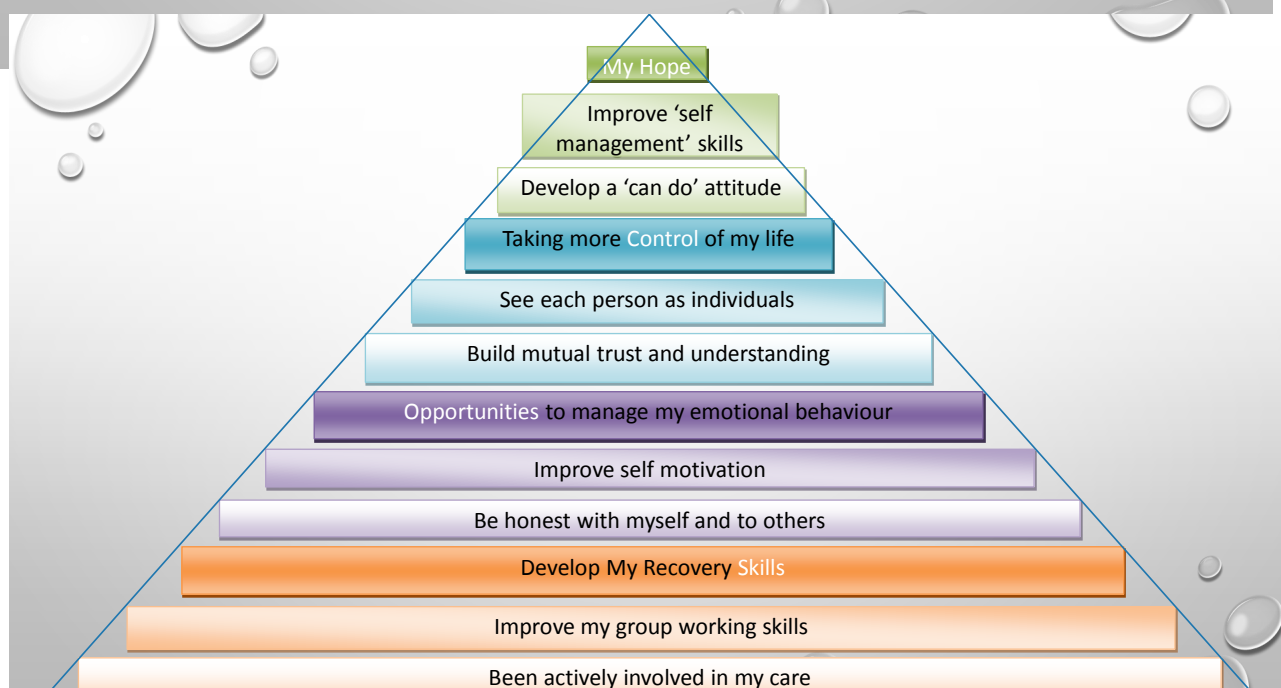 My Hope
Improve ‘self
management’ skills
Develop a ‘can do’ attitude
Taking more Control of my life
See each person as individuals
Build mutual trust and understanding
Opportunities to manage my emotional behaviour
Improve self motivation
Be honest with myself and to others
Develop My Recovery Skills
Improve my group working skills
Been actively involved in my care